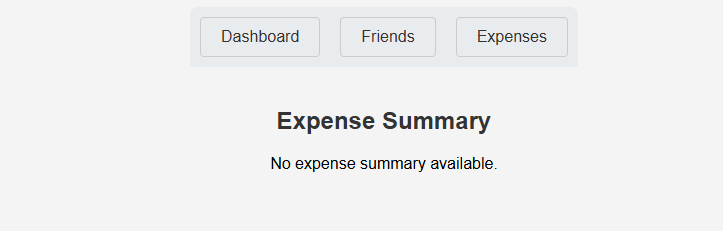 Dashboard Friends Expenses
Expense Summary
No expense summary available.